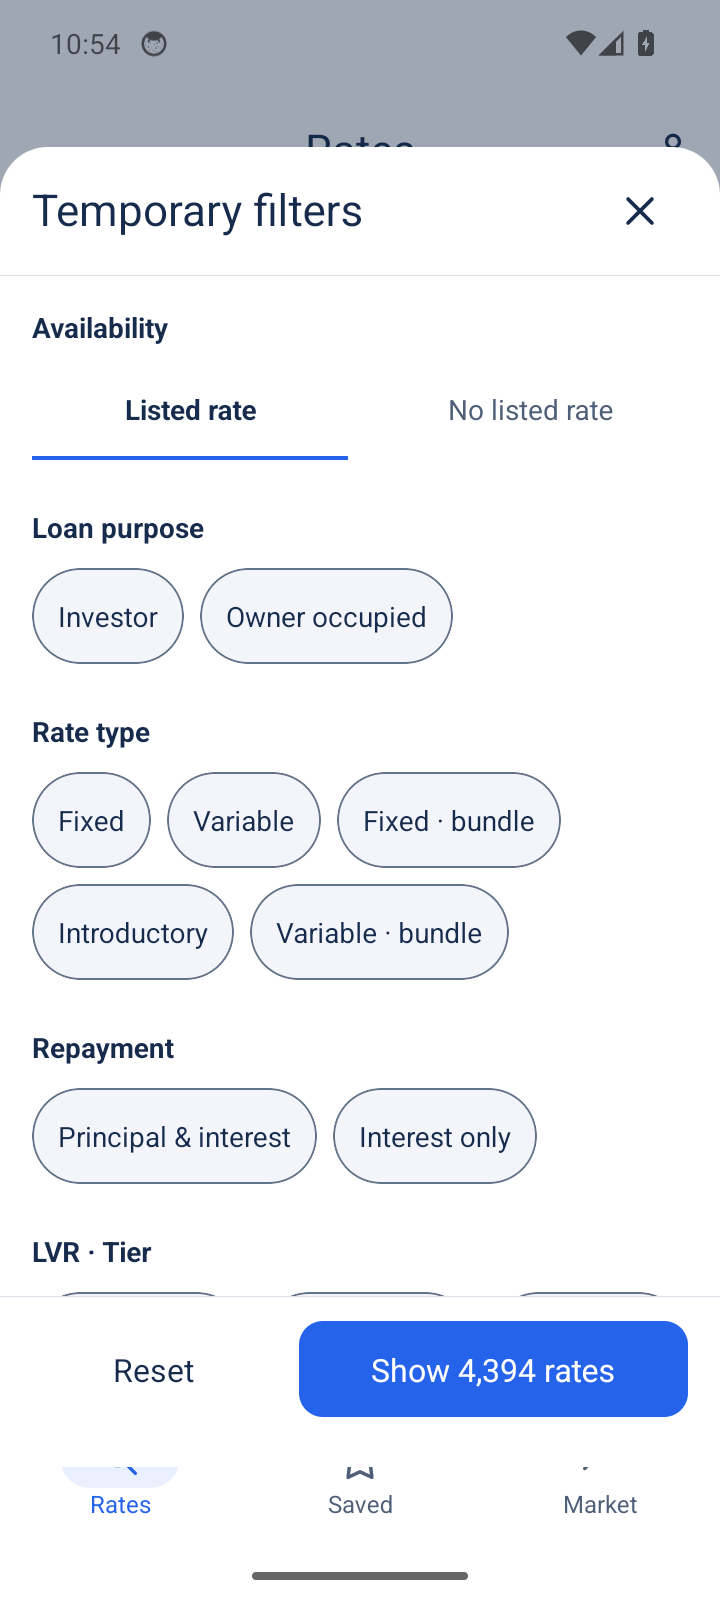 10:54
Rates
Temporary filters
Availability
Listed rate
No listed rate
Loan purpose
Investor
Owner occupied
Rate type
Fixed
Variable
Fixed · bundle
Introductory
Variable · bundle
Repayment
Principal & interest
Interest only
LVR · Tier
Reset
Show 4,394 rates
Rates
Saved
Market